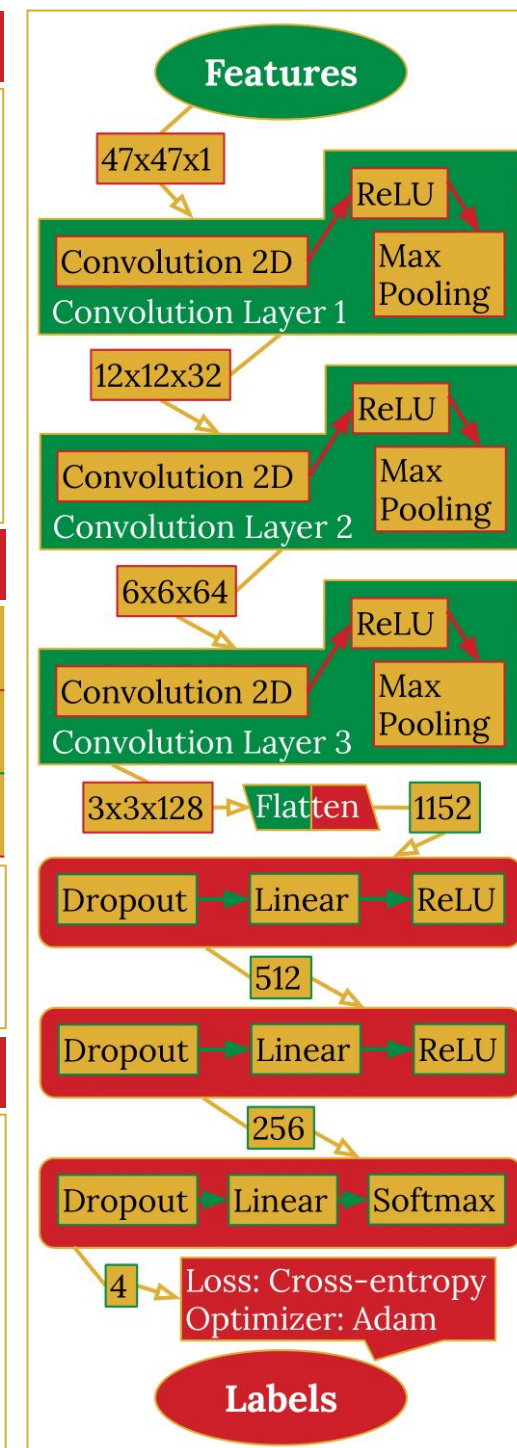 Features
47x47x1
Convolution 2D
ReLU
Max
Pooling
Convolution Layer 1
12x12x32
Convolution 2D
ReLU
Max
Pooling
Convolution Layer 2
6x6x64
Convolution 2D
ReLU
Max
Pooling
Convolution Layer 3
3x3x128
Flatten
1152
Dropout
Linear
ReLU
512
Dropout
Linear
ReLU
256
Dropout
Linear
Softmax
4
Loss: Cross-entropy
Optimizer: Adam
Labels